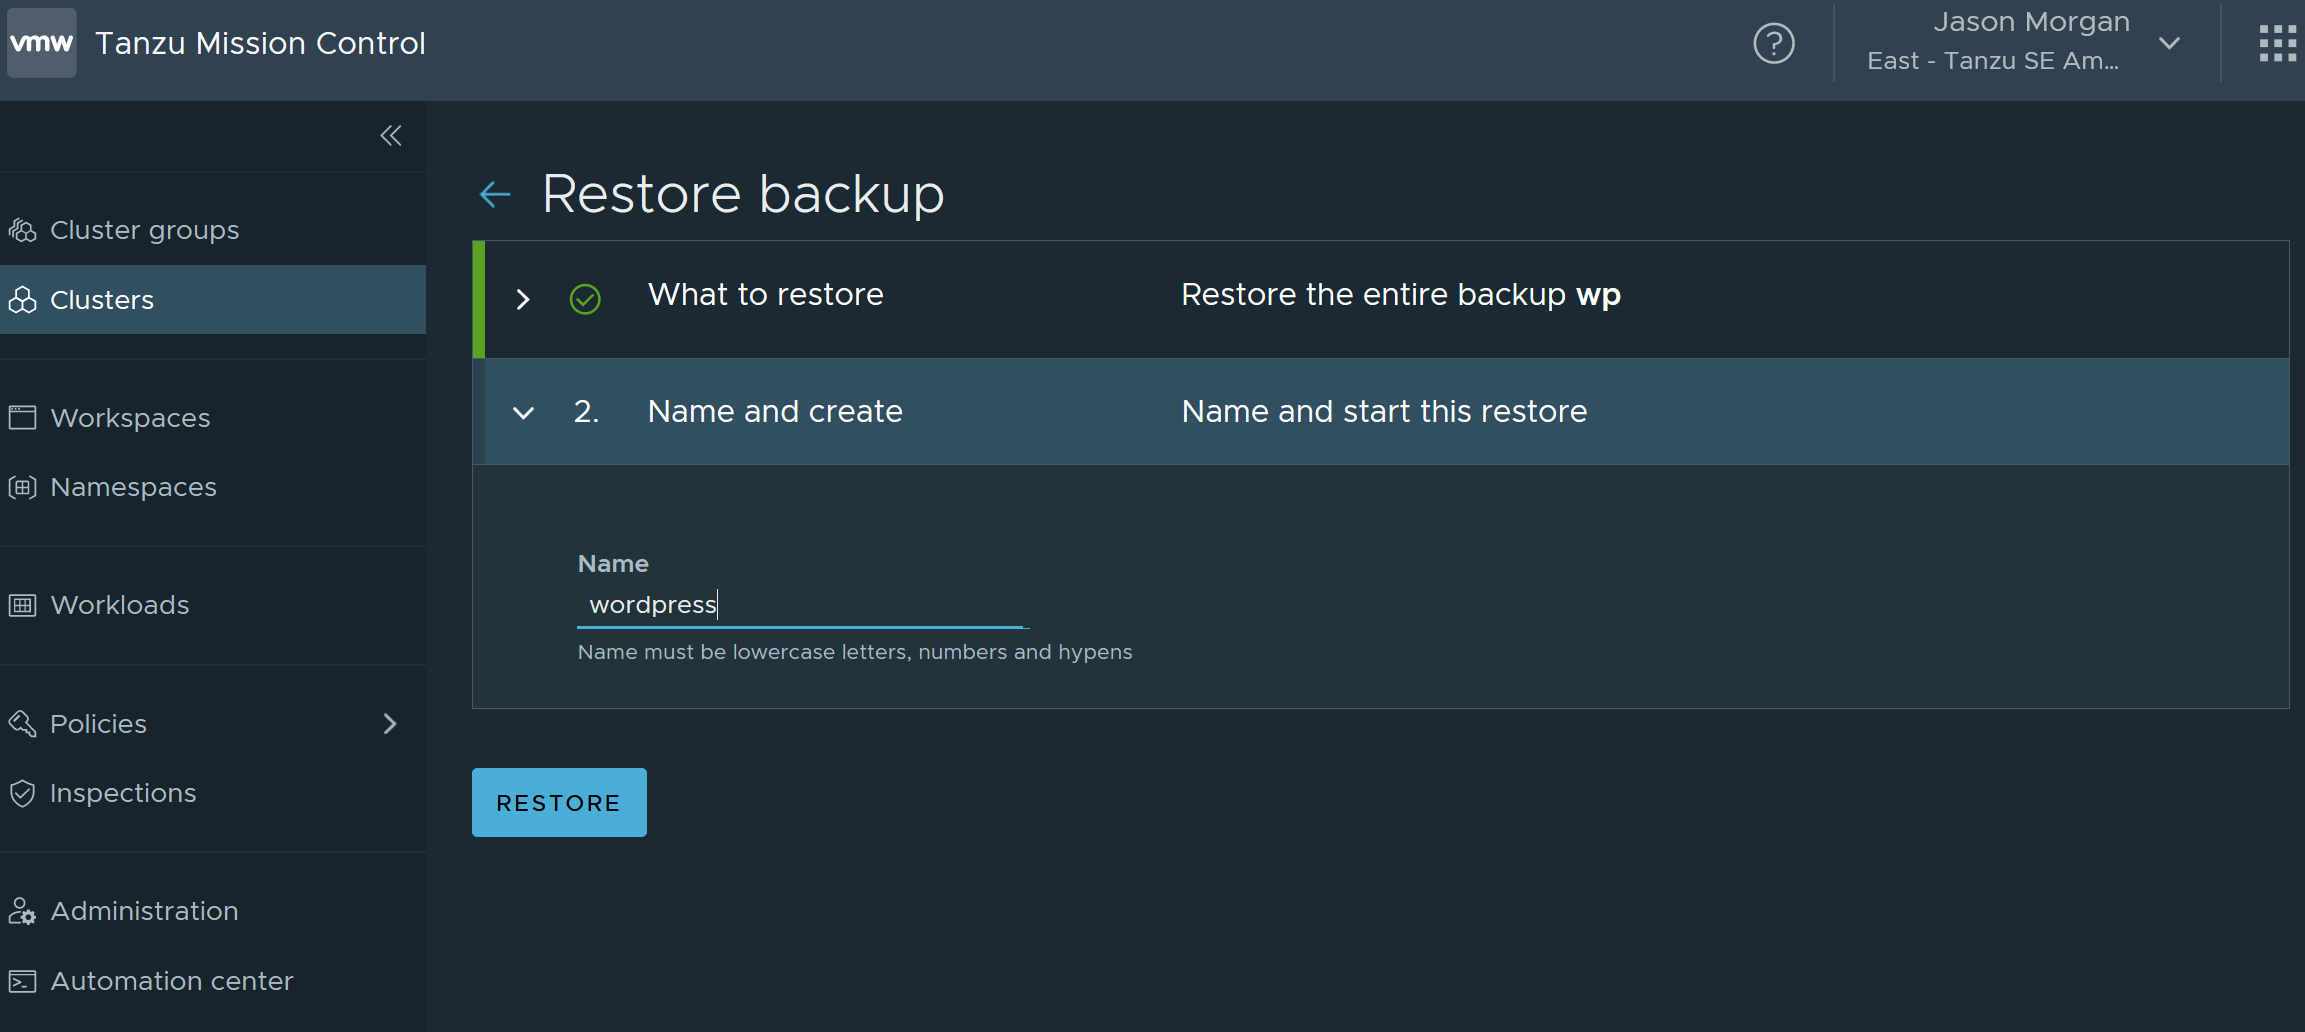 vmw Tanzu Mission Control
?
Jason Morgan
East - Tanzu SE Am...
Cluster groups
Clusters
Workspaces
Namespaces
Workloads
Policies
Inspections
Administration
Automation center
Restore backup
What to restore Restore the entire backup wp
2. Name and create Name and start this restore
Name
wordpress
Name must be lowercase letters, numbers and hypens
RESTORE